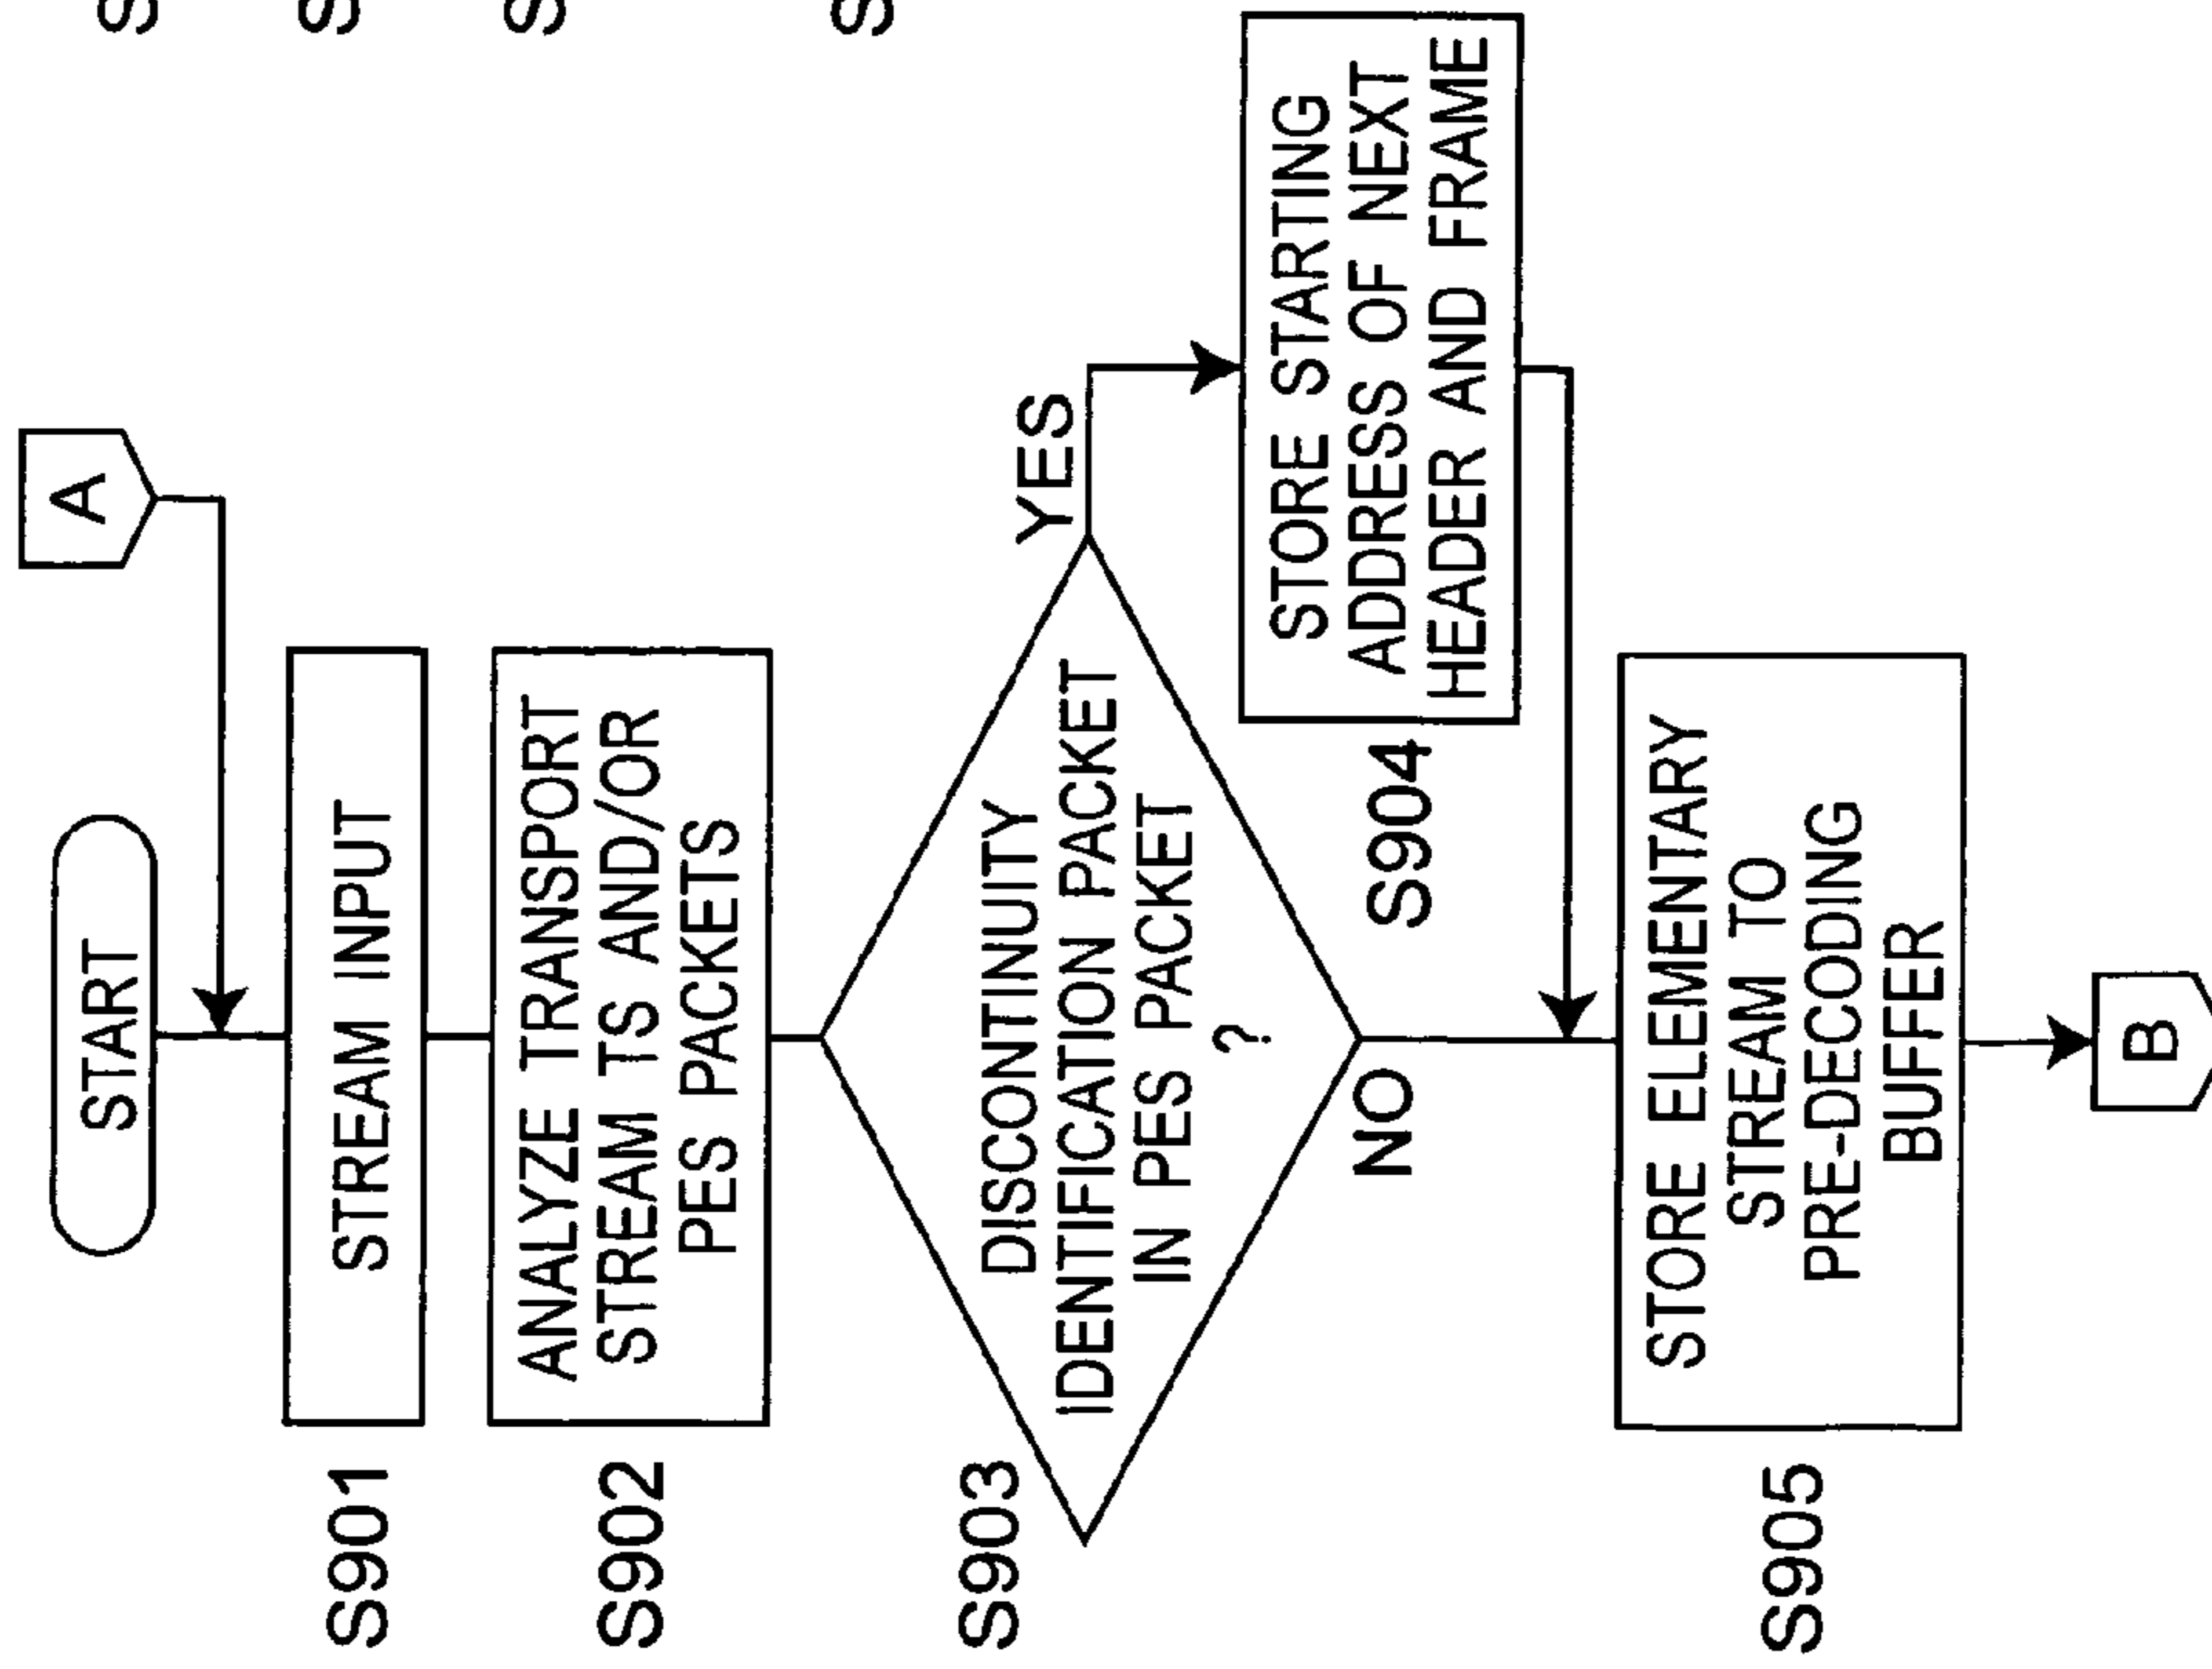 A
START
S901
STREAM INPUT
S902
ANALYZE TRANSPORT
STREAM TS AND/OR
PES PACKETS
S903
DISCONTINUITY
IDENTIFICATION PACKET
IN PES PACKET
?
YES
NO
S904
STORE STARTING
ADDRESS OF NEXT
HEADER AND FRAME
S905
STORE ELEMENTARY
STREAM TO
PRE-DECODING
BUFFER
B
S
S
S
S